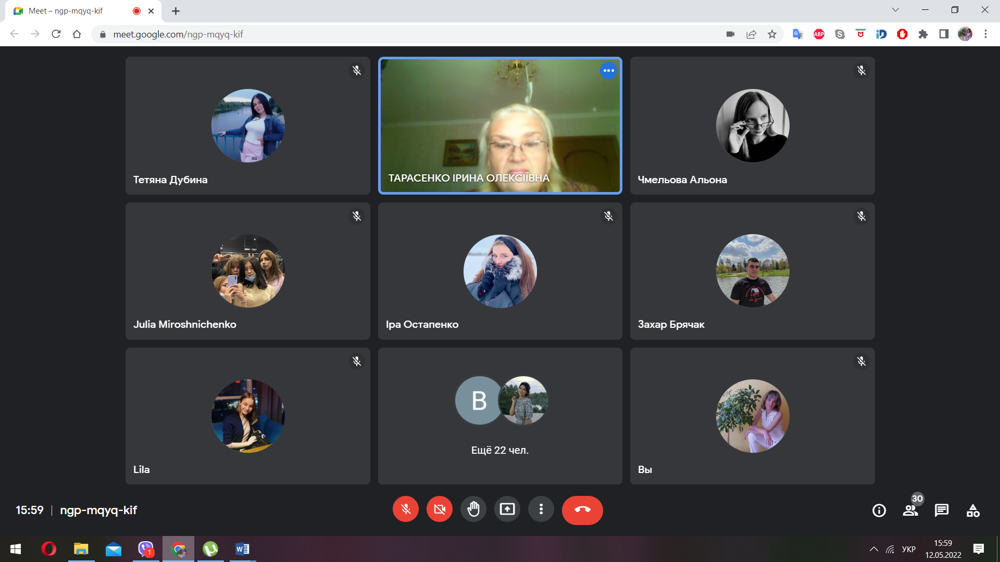 Meet – ngp-mqyq-kif
meet.google.com/ngp-mqyq-kif
ABP
Тетяна Дубина
ТАРАСЕНКО ІРИНА ОЛЕКСІЇВНА
Чмельова Альона
Julia Miroshnichenko
Іра Остапенко
Захар Брячак
Lila
В
Ещё 22 чел.
Вы
15:59
ngp-mqyq-kif
30
1
УКР
15:59
12.05.2022